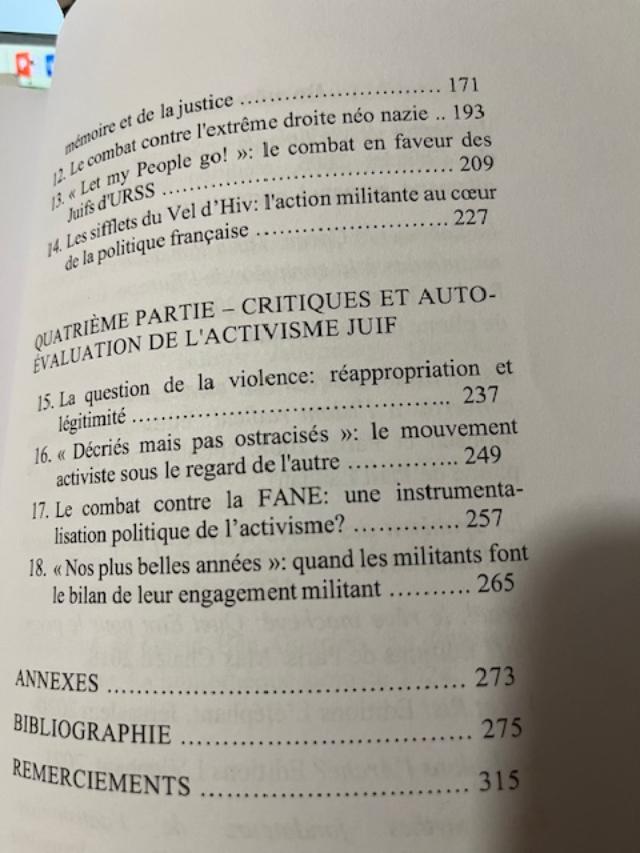 mémoire et de la justice .............................. 171
12. Le combat contre l'extrême droite néo nazie .. 193
13. « Let my People go! »: le combat en faveur des
Juifs d'URSS .......................................... 209
14. Les sifflets du Vel d’Hiv: l'action militante au cœur
de la politique française ............................ 227
QUATRIÈME PARTIE – CRITIQUES ET AUTO-
ÉVALUATION DE L'ACTIVISME JUIF
15. La question de la violence: réappropriation et
légitimité ............................................. 237
16. « Décriés mais pas ostracisés »: le mouvement
activiste sous le regard de l'autre .............. 249
17. Le combat contre la FANE: une instrumenta-
lisation politique de l’activisme? ............. 257
18. « Nos plus belles années »: quand les militants font
le bilan de leur engagement militant .......... 265
ANNEXES ............................................. 273
BIBLIOGRAPHIE ................................... 275
REMERCIEMENTS ................................ 315